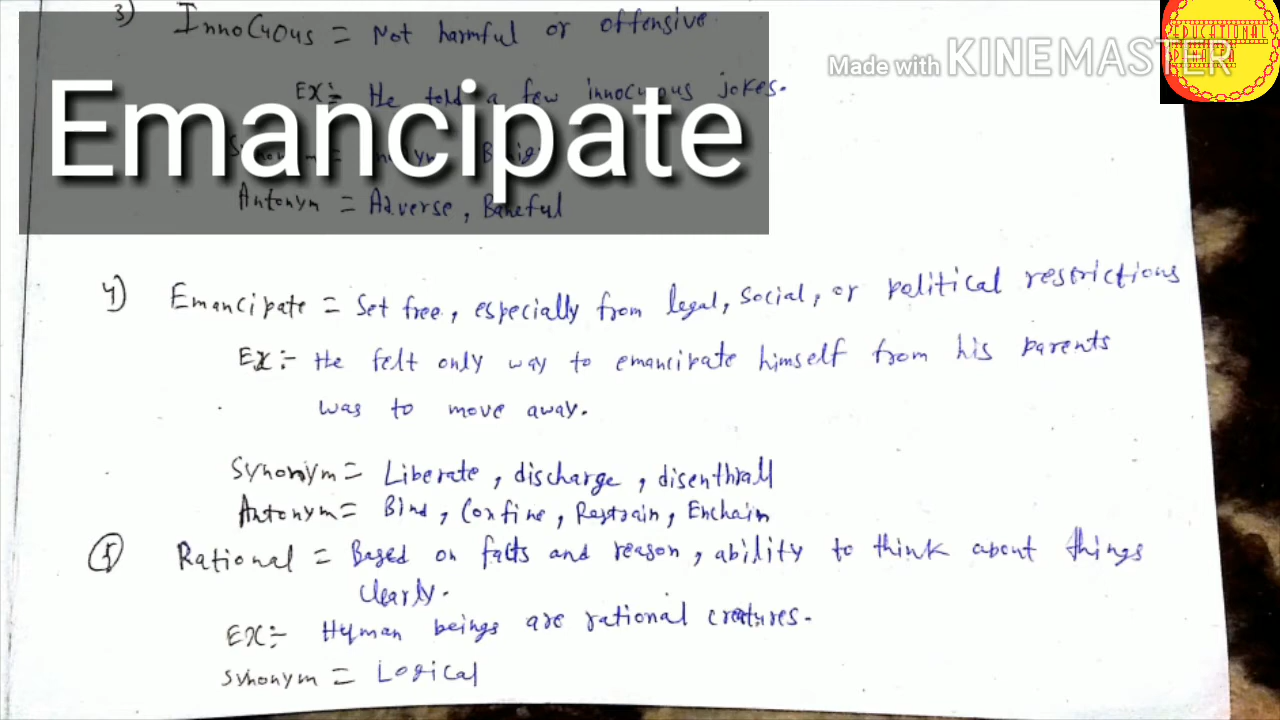 3) Innocuous = Not harmful or offensive.
Made with KINEMASTER
EDUCATIONAL
EX:- He told a few innocuous jokes.
Emancipate
Synonym =
Antonym = Adverse, Baneful
4) Emancipate = Set free, especially from legal, social, or political restrictions
EX:- He felt only way to emancipate himself from his parents
was to move away.
Synonym = Liberate, discharge, disenthrall
Antonym = Bind, Confine, Restrain, Enchain
5) Rational = Based on facts and reason, ability to think about things
clearly.
EX:- Human beings are rational creatures.
Synonym = Logical